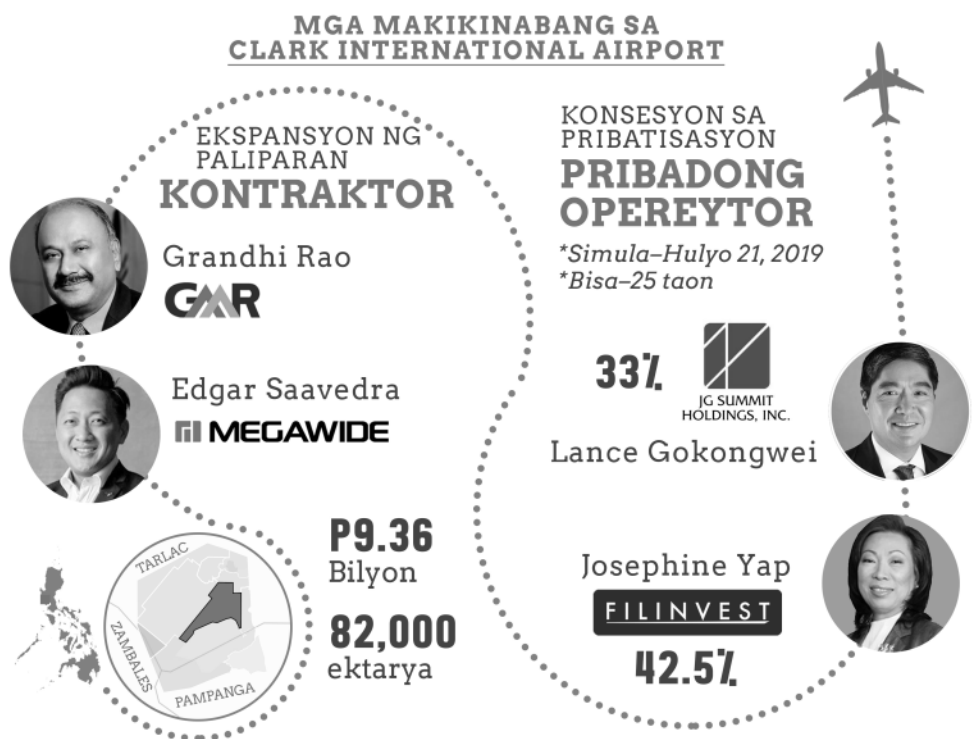 MGA MAKIKINABANG SA
CLARK INTERNATIONAL AIRPORT
EKSPANSYON NG
PALIPARAN
KONTRAKTOR
Grandhi Rao
GMR
Edgar Saavedra
MEGAWIDE
P9.36
Bilyon
82,000
ektarya
TARLAC
ZAMBALES
PAMPANGA
KONSESYON SA
PRIBATISASYON
PRIBADONG
OPEREYTOR
*Simula–Hulyo 21, 2019
*Bisa–25 taon
33%
JG SUMMIT
HOLDINGS, INC.
Lance Gokongwei
Josephine Yap
FILINVEST
42.5%